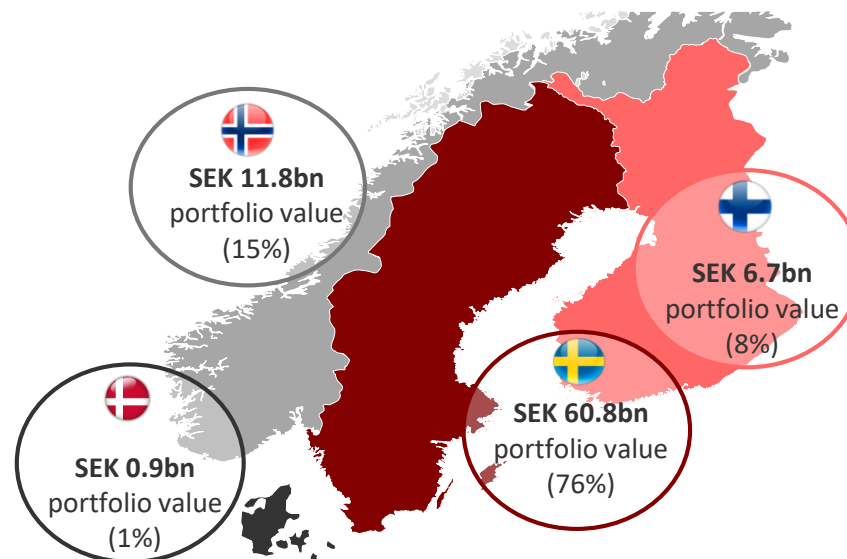 SEK 11.8bn
portfolio value
(15%)
SEK 6.7bn
portfolio value
(8%)
SEK 60.8bn
portfolio value
(76%)
SEK 0.9bn
portfolio value
(1%)